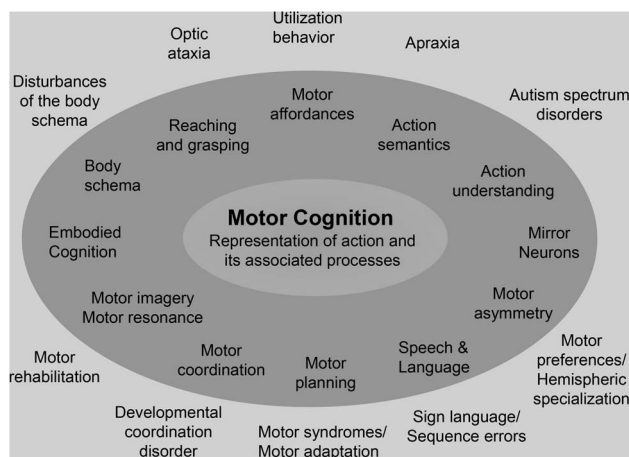 Utilization
behavior
Optic
ataxia
Apraxia
Disturbances
of the body
schema
Autism spectrum
disorders
Motor
affordances
Reaching
and grasping
Action
semantics
Body
schema
Action
understanding
Motor Cognition
Representation of action and
its associated processes
Embodied
Cognition
Mirror
Neurons
Motor imagery
Motor resonance
Motor
asymmetry
Motor
coordination
Motor
planning
Speech &
Language
Motor
rehabilitation
Motor
preferences/
Hemispheric
specialization
Developmental
coordination
disorder
Motor syndromes/
Motor adaptation
Sign language/
Sequence errors